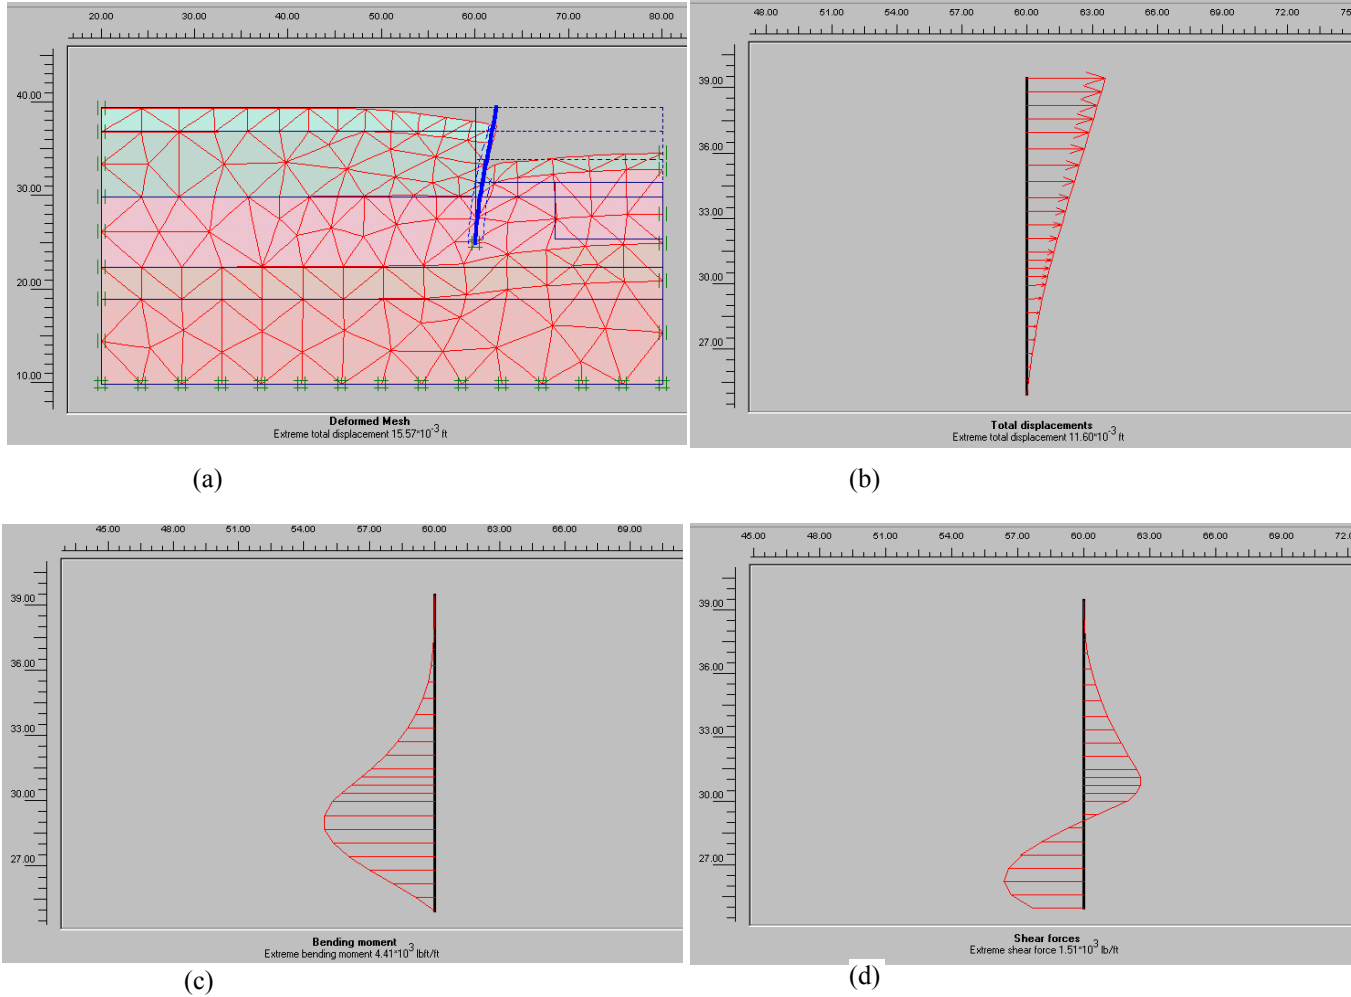 20.00 30.00 40.00 50.00 60.00 70.00 80.00
40.00
30.00
20.00
10.00
Deformed Mesh
Extreme total displacement 15.57*10-3 ft
(a)
48.00 51.00 54.00 57.00 60.00 63.00 66.00 69.00 72.00
39.00
36.00
33.00
30.00
27.00
Total displacements
Extreme total displacement 11.60*10-3 ft
(b)
45.00 48.00 51.00 54.00 57.00 60.00 63.00 66.00 69.00
39.00
36.00
33.00
30.00
27.00
Bending moment
Extreme bending moment 4.41*103 lbft/ft
(c)
45.00 48.00 51.00 54.00 57.00 60.00 63.00 66.00 69.00
39.00
36.00
33.00
30.00
27.00
Shear forces
Extreme shear force 1.51*103 lb/ft
(d)